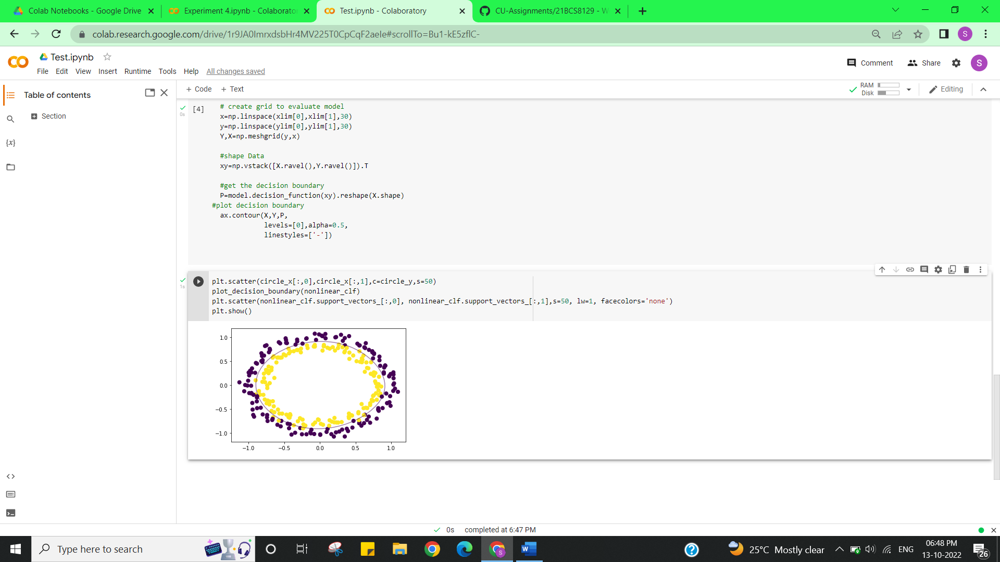 Colab Notebooks - Google Drive
Experiment 4.ipynb - Colaborator
Test.ipynb - Colaboratory
CU-Assignments/21BCS8129 - W
colab.research.google.com/drive/1r9JA0ImrxdsbHr4MV225T0CpCqF2aeIe#scrollTo=Bu1-kE5zflC-
S
Test.ipynb
File Edit View Insert Runtime Tools Help All changes saved
Comment Share S
Table of contents
Section
{x}
+ Code + Text
RAM
Disk
Editing
[4]
0s
# create grid to evaluate model
x=np.linspace(xlim[0],xlim[1],30)
y=np.linspace(ylim[0],ylim[1],30)
Y,X=np.meshgrid(y,x)
#shape Data
xy=np.vstack([X.ravel(),Y.ravel()]).T
#get the decision boundary
P=model.decision_function(xy).reshape(X.shape)
#plot decision boundary
ax.contour(X,Y,P,
levels=[0],alpha=0.5,
linestyles=['-'])
1s
plt.scatter(circle_x[:,0],circle_x[:,1],c=circle_y,s=50)
plot_decision_boundary(nonlinear_clf)
plt.scatter(nonlinear_clf.support_vectors_[:,0], nonlinear_clf.support_vectors_[:,1],s=50, lw=1, facecolors='none')
plt.show()
1.0
0.5
0.0
−0.5
−1.0
−1.0 −0.5 0.0 0.5 1.0
0s completed at 6:47 PM
Type here to search
25°C Mostly clear
ENG
06:48 PM
13-10-2022
26